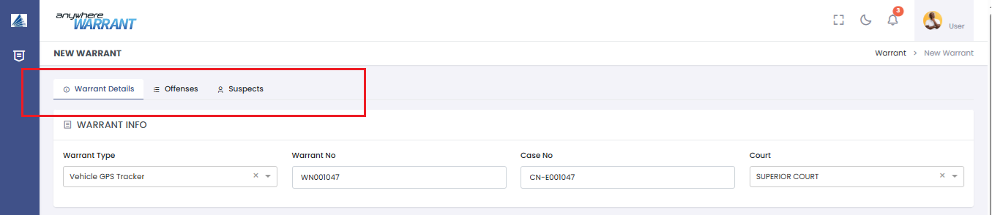 anywhere
WARRANT
3
User
NEW WARRANT
Warrant > New Warrant
Warrant Details Offenses Suspects
WARRANT INFO
Warrant Type Warrant No Case No Court
Vehicle GPS Tracker × WN001047 CN-E001047 SUPERIOR COURT ×